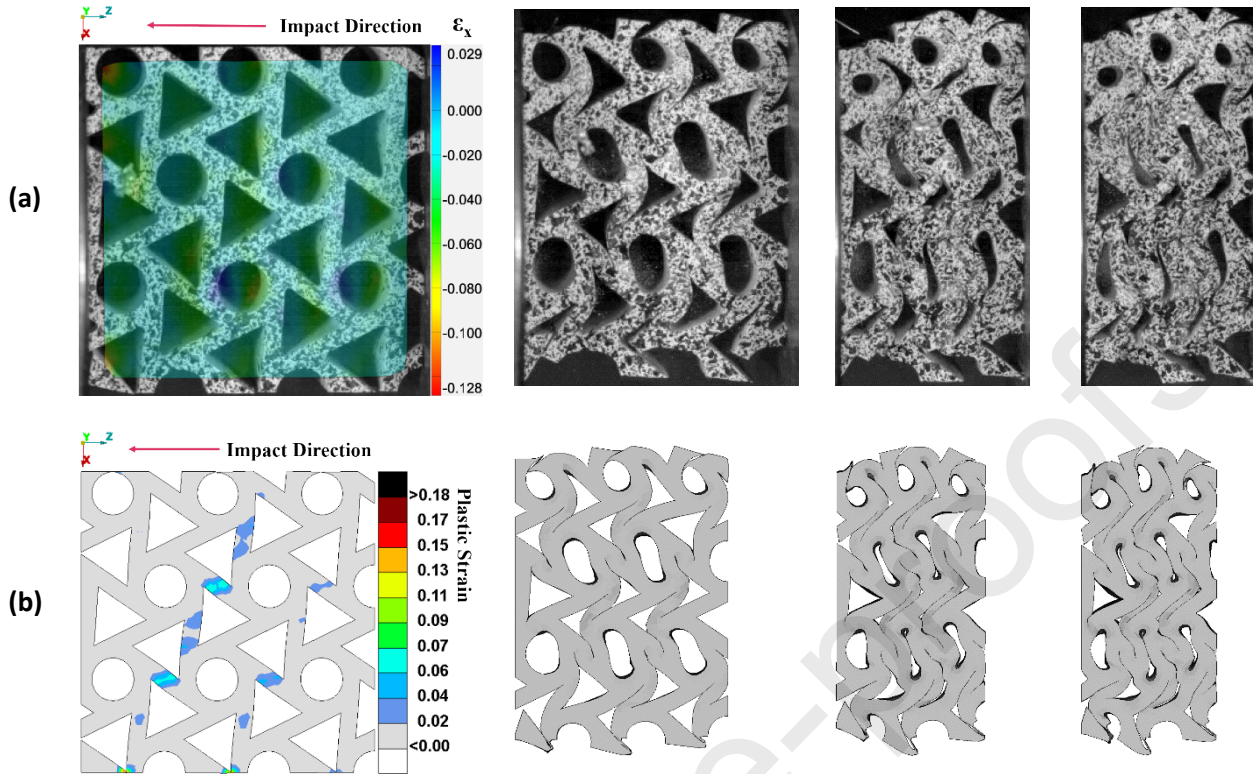 (a)
Y
Z
X
Impact Direction
εx
0.029
0.000
-0.020
-0.040
-0.060
-0.080
-0.100
-0.128
(b)
Y
Z
X
Impact Direction
Plastic Strain
>0.18
0.17
0.15
0.13
0.11
0.09
0.07
0.06
0.04
0.02
<0.00
e-proofs